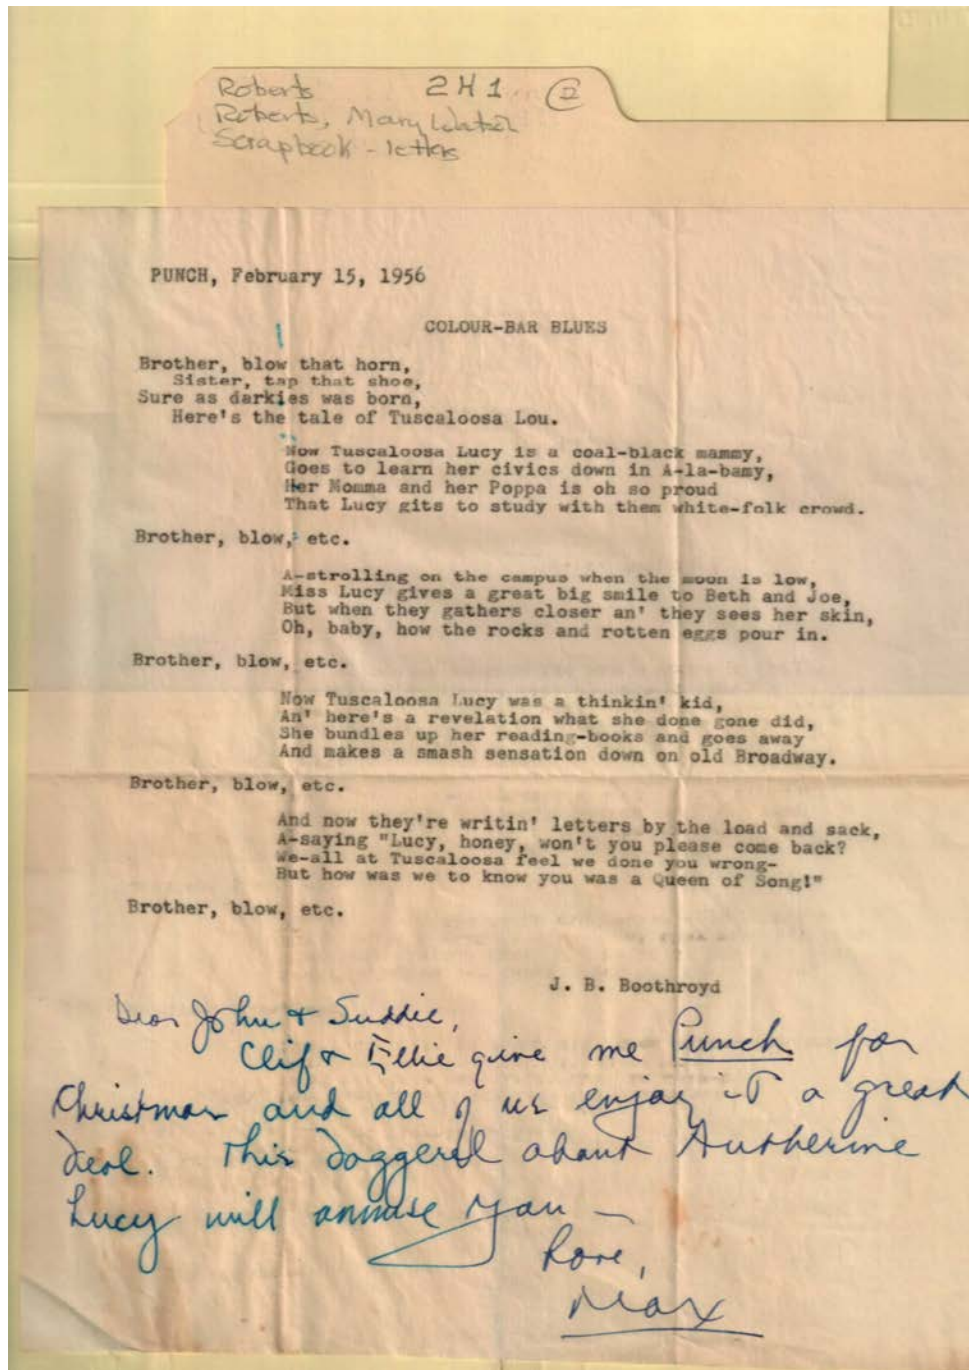 Roberts 2H1 2
Roberts, Mary Watson
Scrapbook - letters
PUNCH, February 15, 1956
COLOUR-BAR BLUES
Brother, blow that horn,
Sister, tap that shoe,
Sure as darkies was born,
Here's the tale of Tuscaloosa Lou.
Now Tuscaloosa Lucy is a coal-black mammy,
Goes to learn her civics down in A-la-bamy,
Her Momma and her Poppa is oh so proud
That Lucy gits to study with them white-folk crowd.
Brother, blow, etc.
A-strolling on the campus when the moon is low,
Miss Lucy gives a great big smile to Beth and Joe,
But when they gathers closer an' they sees her skin,
Oh, baby, how the rocks and rotten eggs pour in.
Brother, blow, etc.
Now Tuscaloosa Lucy was a thinkin' kid,
An' here's a revelation what she done gone did,
She bundles up her reading-books and goes away
And makes a smash sensation down on old Broadway.
Brother, blow, etc.
And now they're writin' letters by the load and sack,
A-saying "Lucy, honey, won't you please come back?
We-all at Tuscaloosa feel we done you wrong-
But how was we to know you was a Queen of Song!"
Brother, blow, etc.
J. B. Boothroyd
Dear John & Suddie,
Clif & Ellie give me Punch for
Christmas and all of us enjoy it a great
deal. This doggerel about Autherine
Lucy will amuse you —
Love,
Max